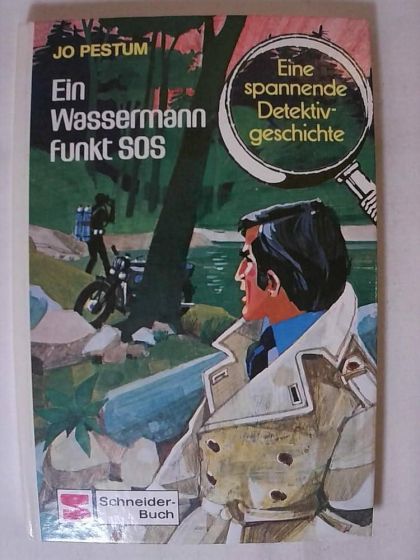 JO PESTUM
Ein
Wassermann
funkt SOS
Eine
spannende
Detektiv-
geschichte
Schneider-
Buch